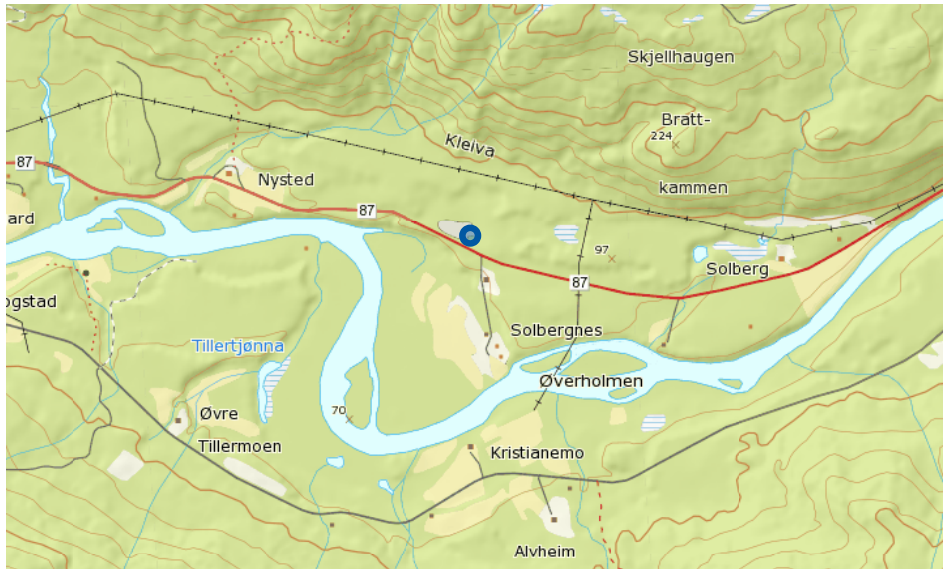 Skjellhaugen
Bratt-
224
Kleiva
87
Nysted
kammen
87
ard
97
Solberg
87
ogstad
Solbergnes
Tillertjønna
Øverholmen
70
Øvre
Tillermoen
Kristianemo
Alvheim